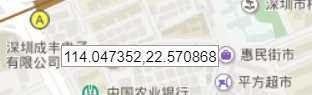 深圳市
A
深圳成丰电子
有限公司
114.047352,22.570868
惠民街市
平方超市
中国农业银行